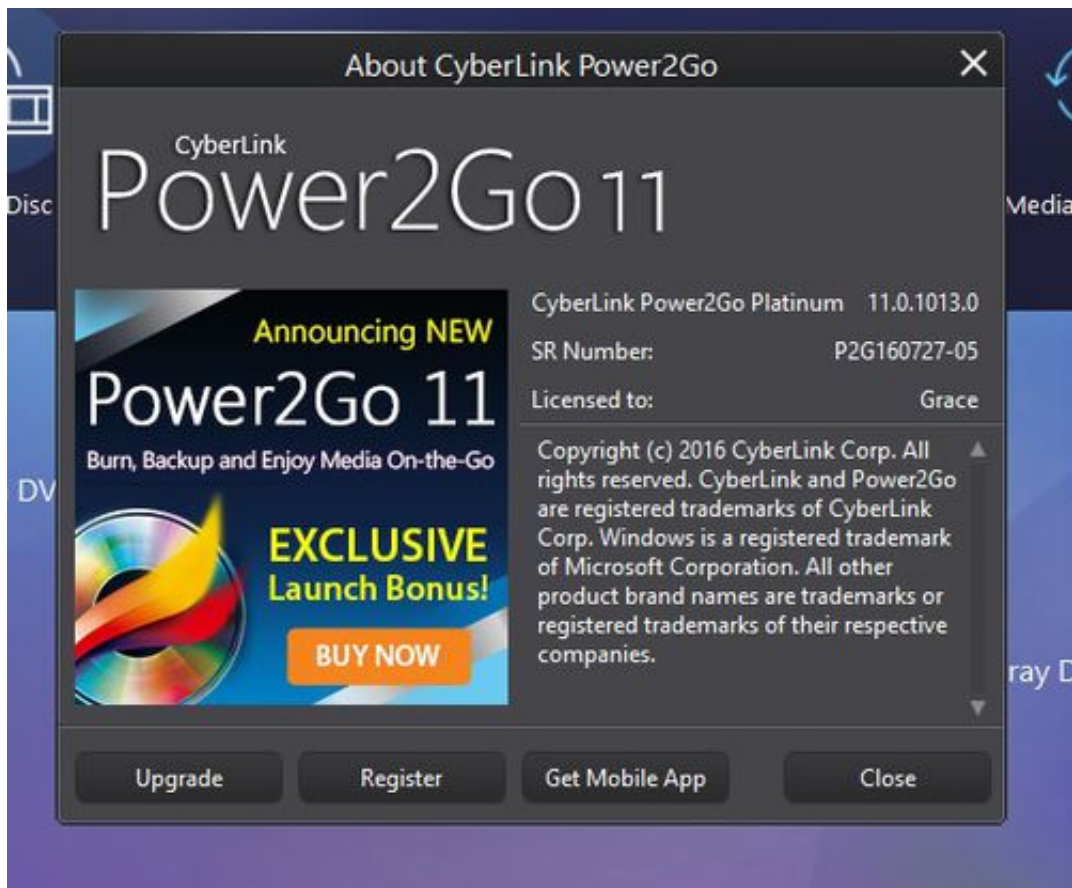 About CyberLink Power2Go
CyberLink
Power2Go 11
Disc
Media
Announcing NEW
Power2Go 11
Burn, Backup and Enjoy Media On-the-Go
EXCLUSIVE
Launch Bonus!
BUY NOW
CyberLink Power2Go Platinum 11.0.1013.0
SR Number: P2G160727-05
Licensed to: Grace
Copyright (c) 2016 CyberLink Corp. All
rights reserved. CyberLink and Power2Go
are registered trademarks of CyberLink
Corp. Windows is a registered trademark
of Microsoft Corporation. All other
product brand names are trademarks or
registered trademarks of their respective
companies.
DV
ray D
Upgrade
Register
Get Mobile App
Close